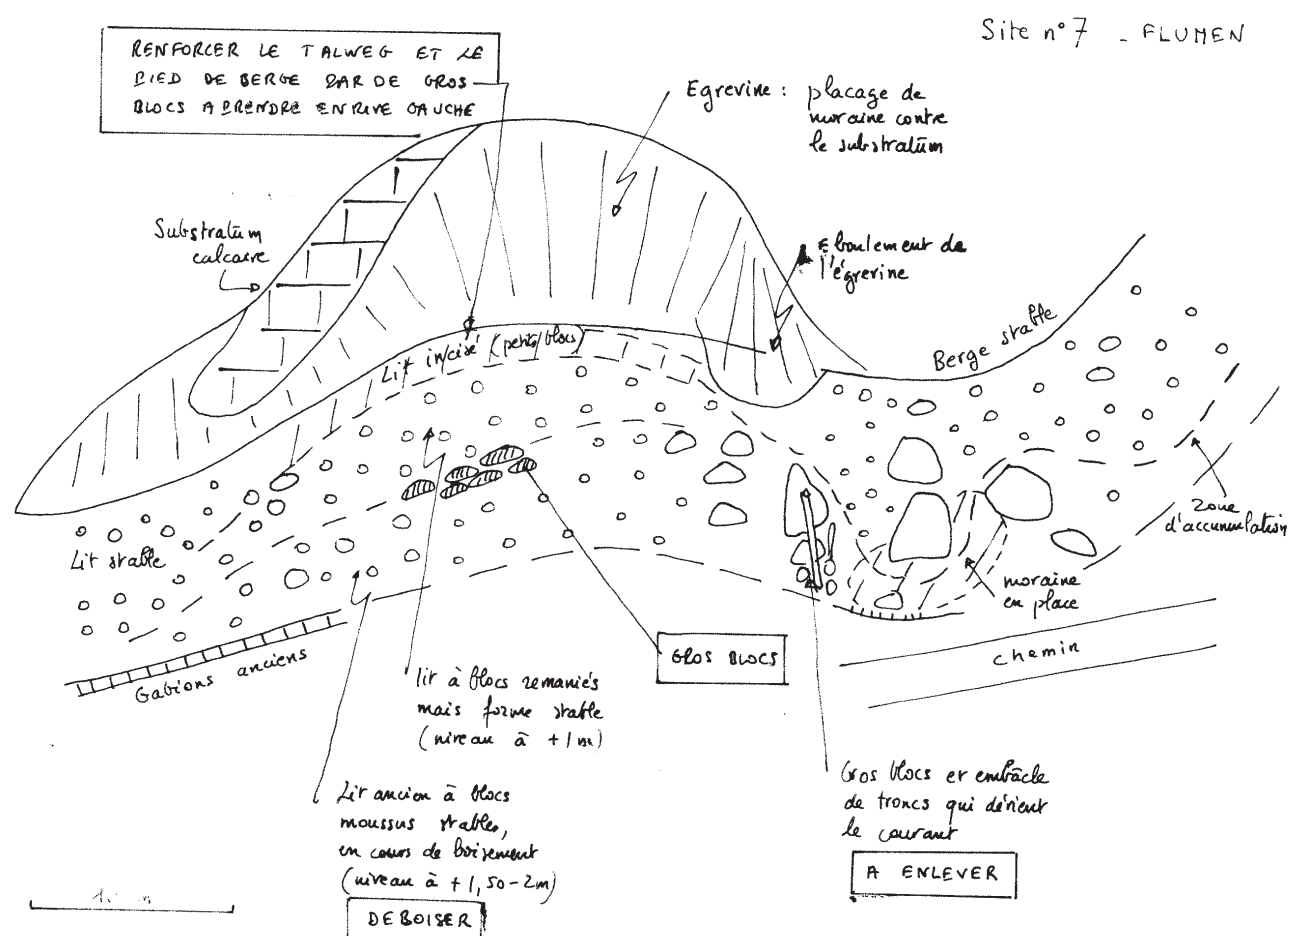 Site n° 7 - FLUMEN
RENFORCER LE TALWEG ET LE
PIED DE BERGE PAR DE GROS
BLOCS A PRENDRE EN RIVE GAUCHE
Egrevine : placage de
moraine contre
le substratum
Substratum
calcaire
Eboulement de
l'égrevine
Berge stable
Lit incisé (petits blocs)
Lit stable
Zone
d'accumulation
moraine
en place
Gabions anciens
GROS BLOCS
chemin
lit à blocs remaniés
mais forme stable
(niveau à +1m)
Lit ancien à blocs
moussus stables,
en cours de boisement
(niveau à +1,50-2m)
DEBOISER
Gros blocs et embâcle
de troncs qui dévient
le courant
A ENLEVER
10 m